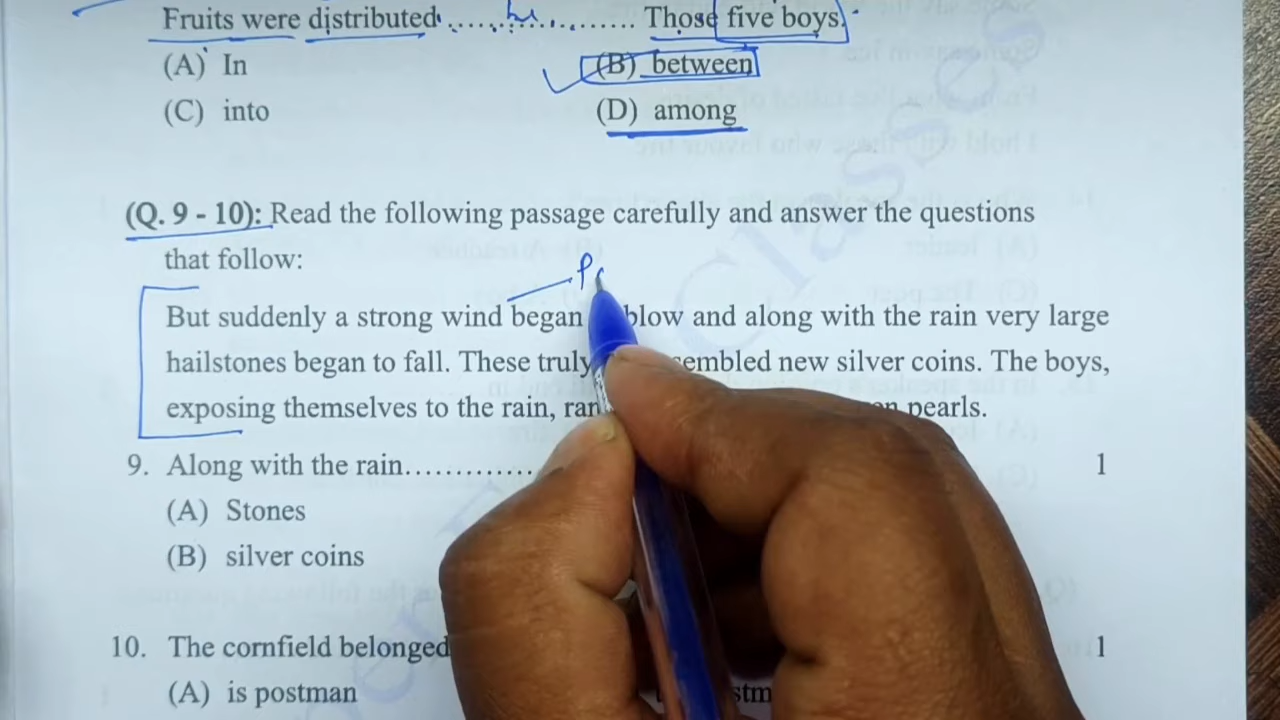 Fruits were distributed.................... Those five boys.
(A) In
(B) between
(C) into
(D) among
(Q. 9 - 10): Read the following passage carefully and answer the questions
that follow:
But suddenly a strong wind began blow and along with the rain very large
hailstones began to fall. These truly sembled new silver coins. The boys,
exposing themselves to the rain, ran pearls.
9. Along with the rain............. 1
(A) Stones
(B) silver coins
10. The cornfield belonged 1
(A) is postman
Classes